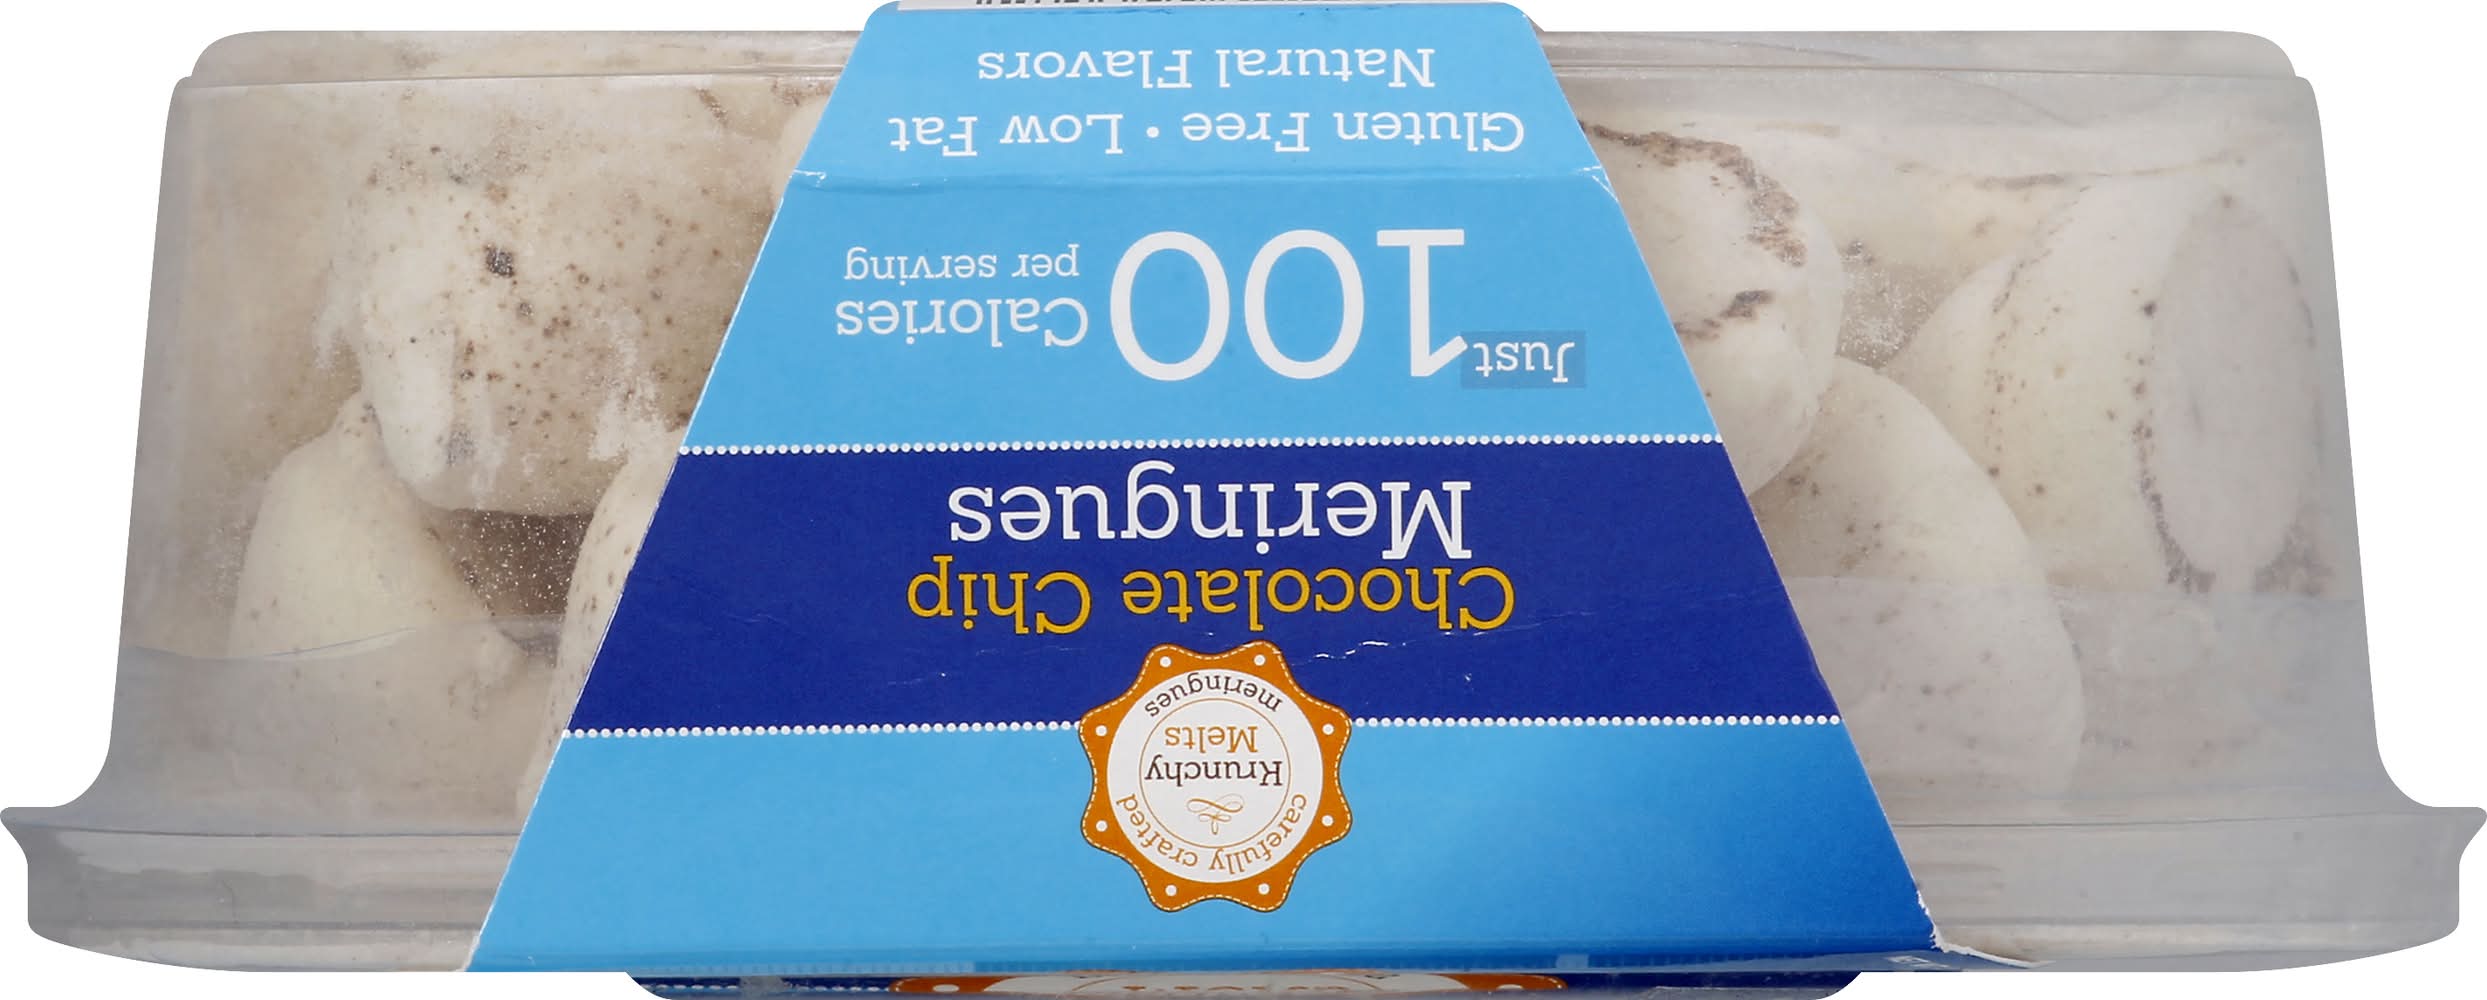 carefully crafted
Krunchy
Melts
meringues
Chocolate Chip
Meringues
Just
100
Calories
per serving
Gluten Free • Low Fat
Natural Flavors